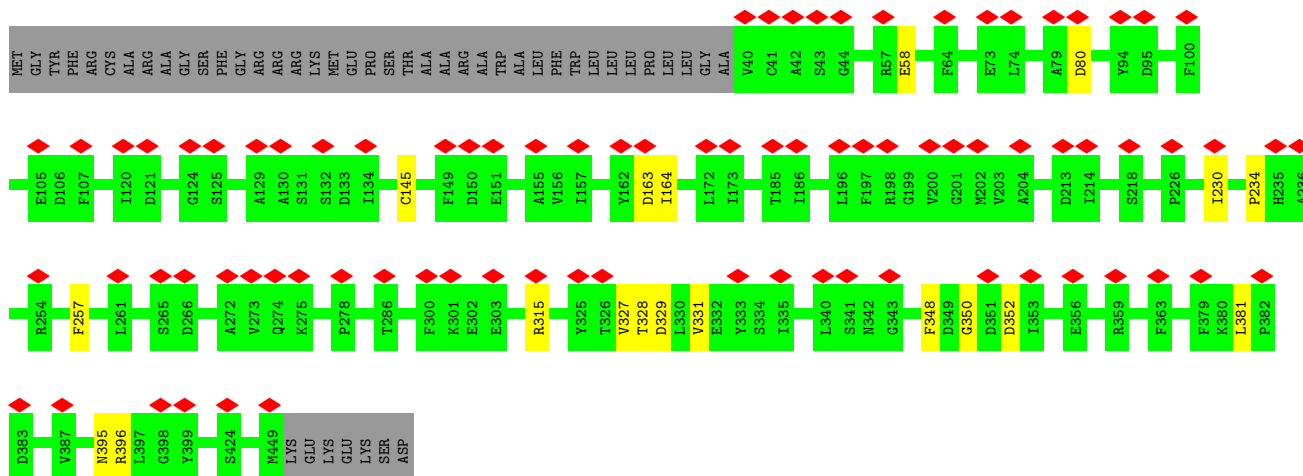 MET GLY TYR PHE ARG CYS ALA ARG ALA GLY SER PHE GLY ARG ARG ARG LYS MET GLU PRO SER THR ALA ALA ARG ALA TRP ALA LEU PHE TRP LEU LEU LEU PRO LEU LEU GLY ALA V40 C41 A42 S43 G44 R57 E58 F64 E73 L74 A79 D80 Y94 D95 F100
E105 D106 F107 I120 D121 G124 S125 A129 A130 S131 S132 D133 I134 C145 F149 D150 E151 A155 V156 I157 Y162 D163 I164 L172 I173 T185 I186 L196 F197 R198 G199 V200 G201 M202 V203 A204 D213 I214 S218 P226 I230 P234 H235 A236
R254 F257 L261 S265 D266 A272 V273 Q274 K275 P278 T286 F300 K301 E302 E303 R315 Y325 T326 V327 T328 D329 L330 V331 E332 Y333 S334 I335 L340 S341 N342 G343 F348 D349 G350 D351 D352 I353 E356 R359 F363 F379 K380 L381 P382
D383 V387 N395 R396 L397 G398 Y399 S424 M449 LYS GLU LYS GLU LYS SER ASP